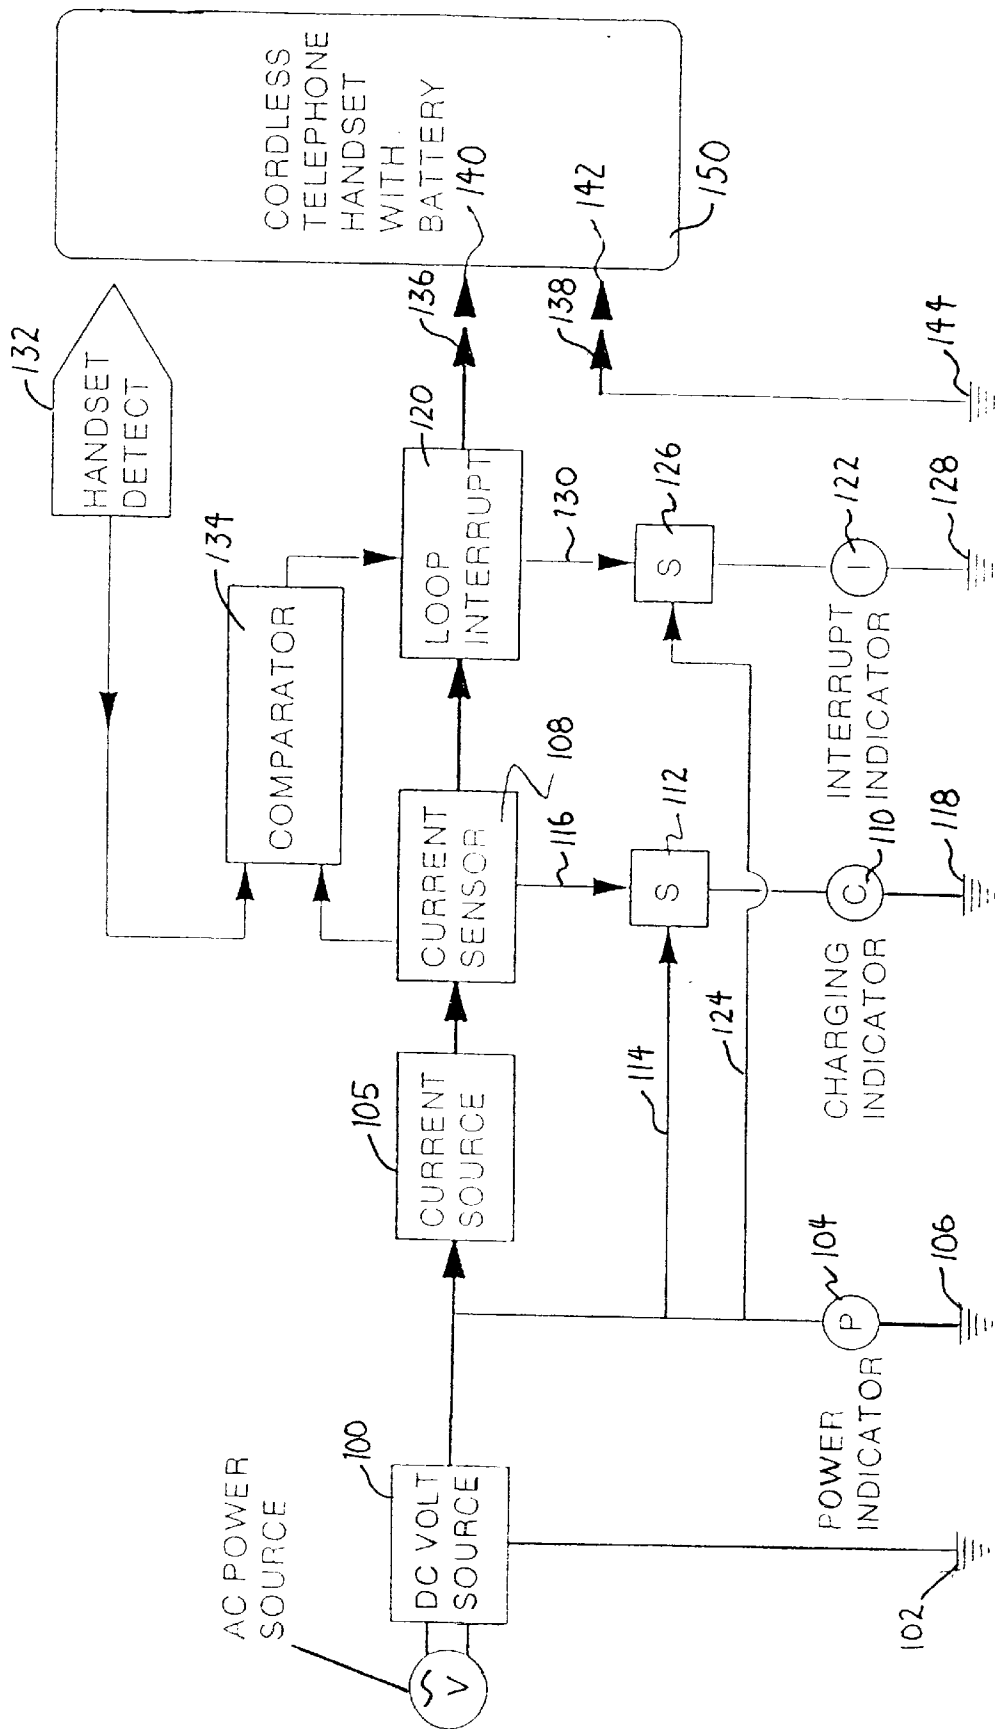 AC POWER
SOURCE
V
DC VOLT
SOURCE
100
102
POWER
INDICATOR
P
104
106
CURRENT
SOURCE
105
114
124
CURRENT
SENSOR
108
116
S
112
CHARGING
INDICATOR
C
110
118
COMPARATOR
134
HANDSET
DETECT
132
LOOP
INTERRUPT
120
130
S
126
INTERRUPT
INDICATOR
I
122
128
136
138
144
CORDLESS
TELEPHONE
HANDSET
WITH.
BATTERY
140
142
150